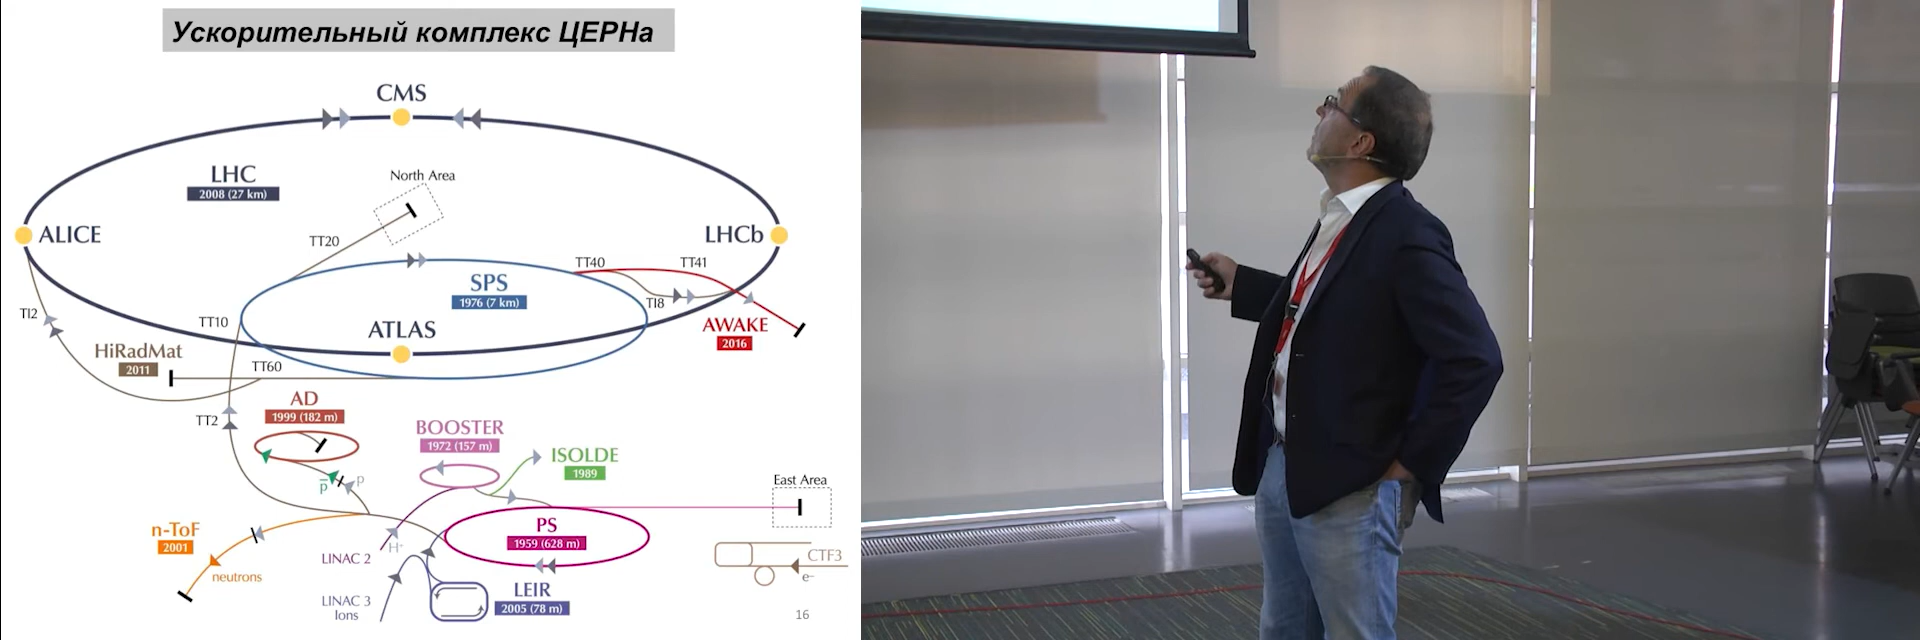 Ускорительный комплекс ЦЕРНа
CMS
LHC
2008 (27 km)
North Area
TT20
ALICE
LHCb
TT40
TT41
SPS
1976 (7 km)
TI8
TI2
TT10
ATLAS
AWAKE
2016
HiRadMat
2011
TT60
AD
1999 (182 m)
TT2
BOOSTER
1972 (157 m)
ISOLDE
1989
p
p
East Area
n-ToF
2001
PS
1959 (628 m)
H⁺
LINAC 2
CTF3
e–
neutrons
LEIR
2005 (78 m)
LINAC 3
Ions
16